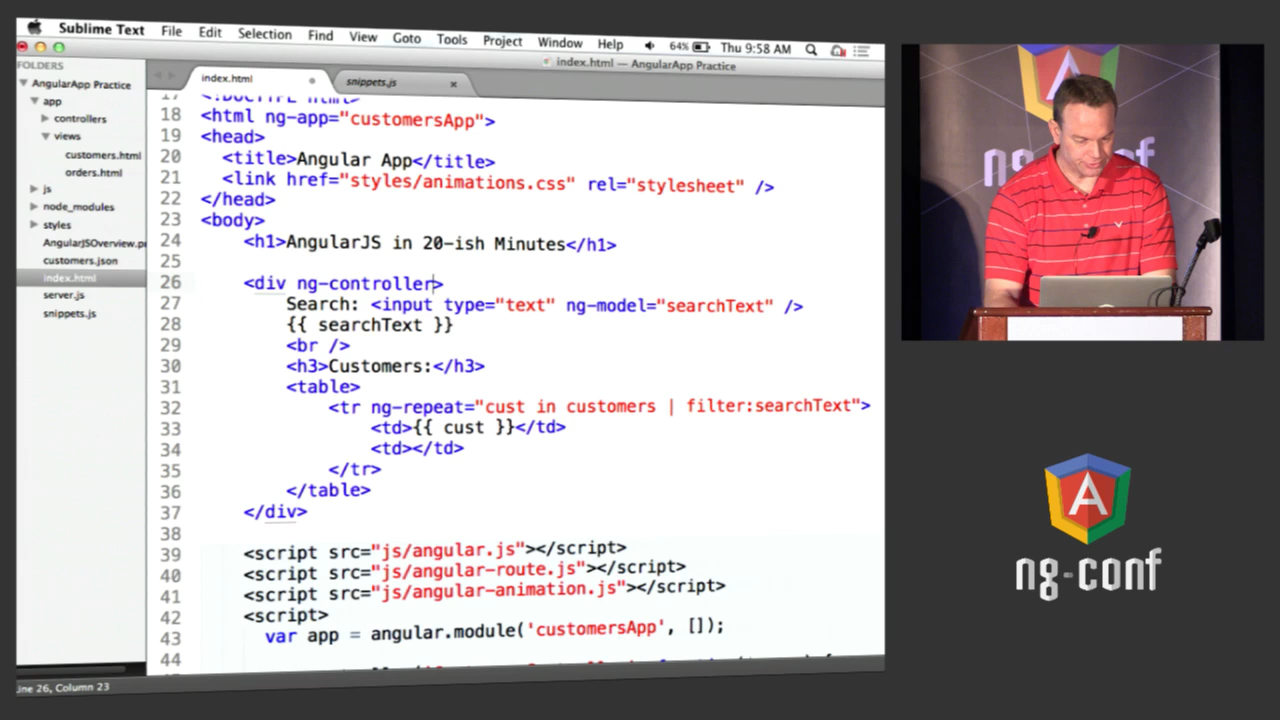 Sublime Text File Edit Selection Find View Goto Tools Project Window Help 64% Thu 9:58 AM
index.html — AngularApp Practice
FOLDERS
AngularApp Practice
app
controllers
views
customers.html
orders.html
js
node_modules
styles
AngularJSOverview.p
customers.json
index.html
server.js
snippets.js
index.html
snippets.js
17 <!DOCTYPE html>
18 <html ng-app="customersApp">
19 <head>
20 <title>Angular App</title>
21 <link href="styles/animations.css" rel="stylesheet" />
22 </head>
23 <body>
24 <h1>AngularJS in 20-ish Minutes</h1>
25
26 <div ng-controller>
27 Search: <input type="text" ng-model="searchText" />
28 {{ searchText }}
29 <br />
30 <h3>Customers:</h3>
31 <table>
32 <tr ng-repeat="cust in customers | filter:searchText">
33 <td>{{ cust }}</td>
34 <td></td>
35 </tr>
36 </table>
37 </div>
38
39 <script src="js/angular.js"></script>
40 <script src="js/angular-route.js"></script>
41 <script src="js/angular-animation.js"></script>
42 <script>
43 var app = angular.module('customersApp', []);
44
Line 26, Column 23
ng-conf
A
ng-conf